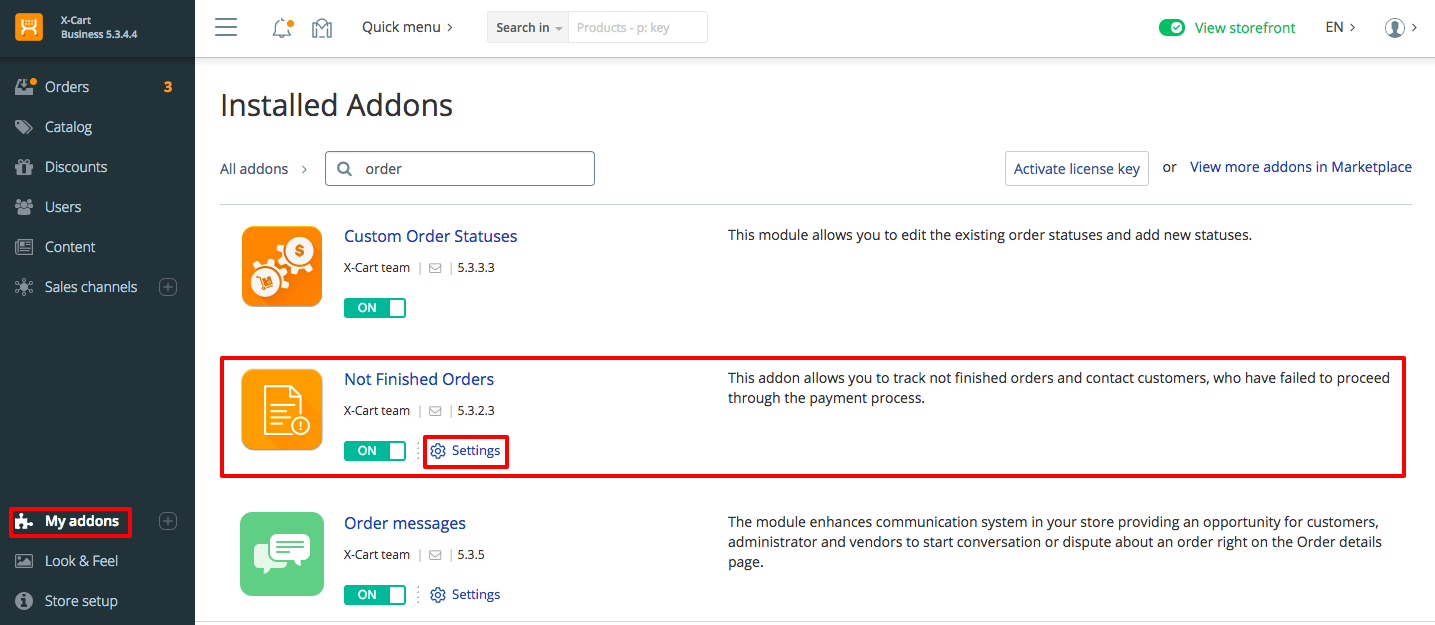 X-Cart
Business 5.3.4.4
Quick menu
Search in
Products - p: key
View storefront
EN
Orders
3
Catalog
Discounts
Users
Content
Sales channels
My addons
Look & Feel
Store setup
Installed Addons
All addons
order
Activate license key
or
View more addons in Marketplace
Custom Order Statuses
X-Cart team
5.3.3.3
ON
This module allows you to edit the existing order statuses and add new statuses.
Not Finished Orders
X-Cart team
5.3.2.3
ON
Settings
This addon allows you to track not finished orders and contact customers, who have failed to proceed
through the payment process.
Order messages
X-Cart team
5.3.5
ON
Settings
The module enhances communication system in your store providing an opportunity for customers,
administrator and vendors to start conversation or dispute about an order right on the Order details
page.